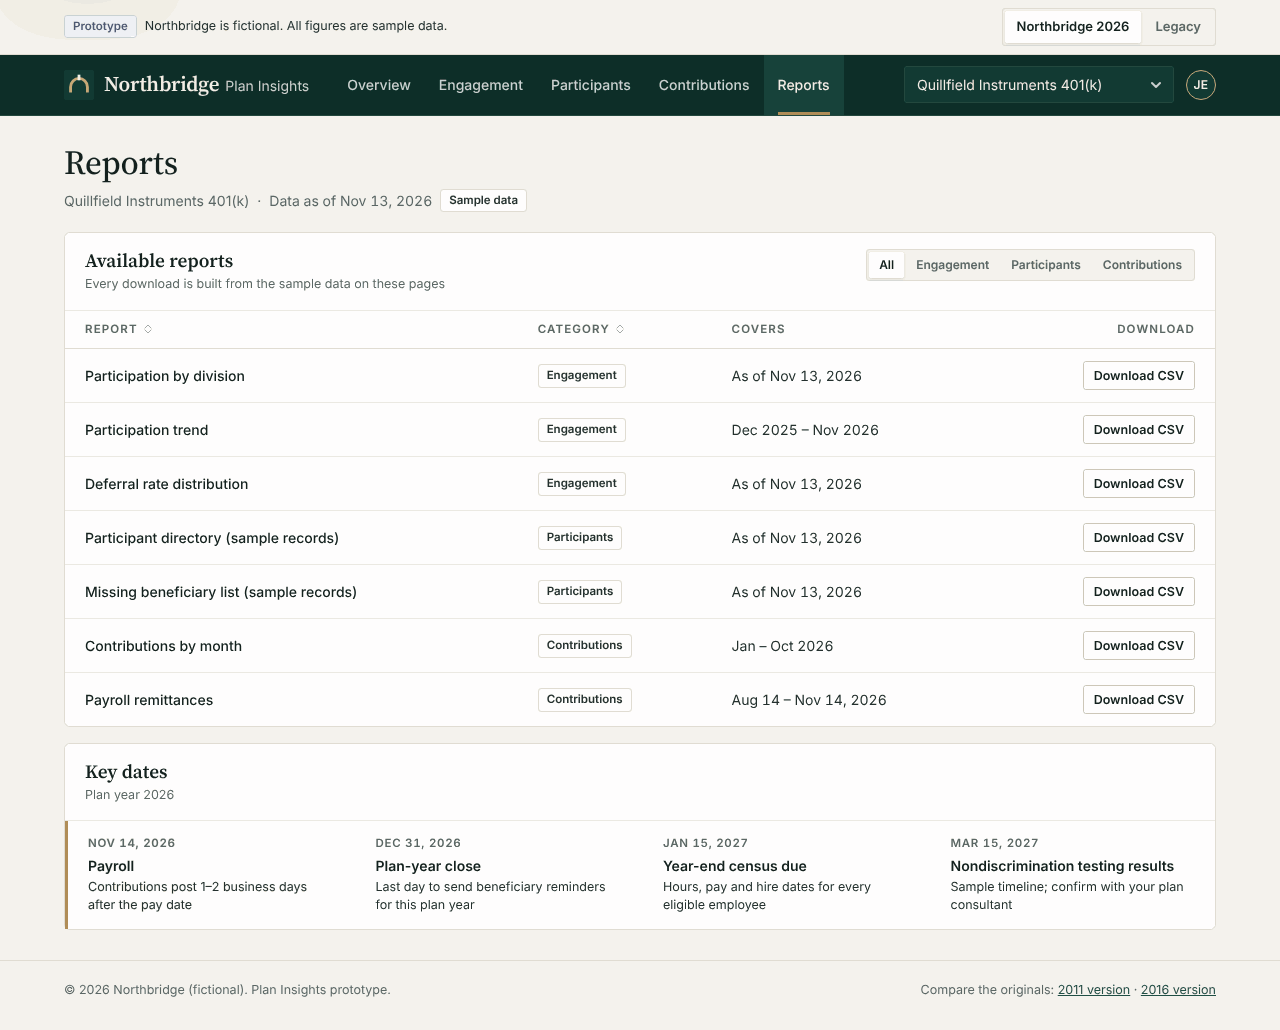 Prototype Northbridge is fictional. All figures are sample data. Northbridge 2026 Legacy
Northbridge Plan Insights Overview Engagement Participants Contributions Reports Quillfield Instruments 401(k) JE
Reports
Quillfield Instruments 401(k) · Data as of Nov 13, 2026 Sample data
Available reports
Every download is built from the sample data on these pages
All Engagement Participants Contributions
REPORT CATEGORY COVERS DOWNLOAD
Participation by division Engagement As of Nov 13, 2026 Download CSV
Participation trend Engagement Dec 2025 – Nov 2026 Download CSV
Deferral rate distribution Engagement As of Nov 13, 2026 Download CSV
Participant directory (sample records) Participants As of Nov 13, 2026 Download CSV
Missing beneficiary list (sample records) Participants As of Nov 13, 2026 Download CSV
Contributions by month Contributions Jan – Oct 2026 Download CSV
Payroll remittances Contributions Aug 14 – Nov 14, 2026 Download CSV
Key dates
Plan year 2026
NOV 14, 2026
Payroll
Contributions post 1–2 business days
after the pay date
DEC 31, 2026
Plan-year close
Last day to send beneficiary reminders
for this plan year
JAN 15, 2027
Year-end census due
Hours, pay and hire dates for every
eligible employee
MAR 15, 2027
Nondiscrimination testing results
Sample timeline; confirm with your plan
consultant
© 2026 Northbridge (fictional). Plan Insights prototype. Compare the originals: 2011 version · 2016 version